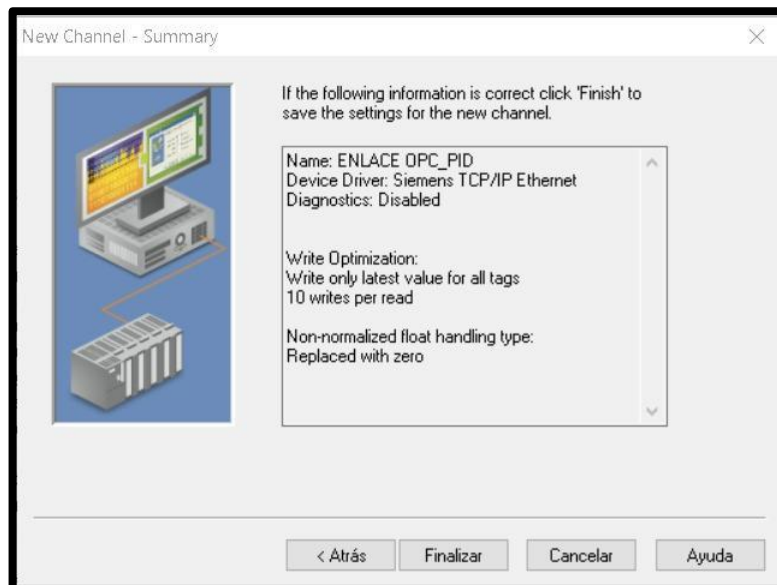 New Channel - Summary
If the following information is correct click 'Finish' to
save the settings for the new channel.
Name: ENLACE OPC_PID
Device Driver: Siemens TCP/IP Ethernet
Diagnostics: Disabled
Write Optimization:
Write only latest value for all tags
10 writes per read
Non-normalized float handling type:
Replaced with zero
< Atrás
Finalizar
Cancelar
Ayuda